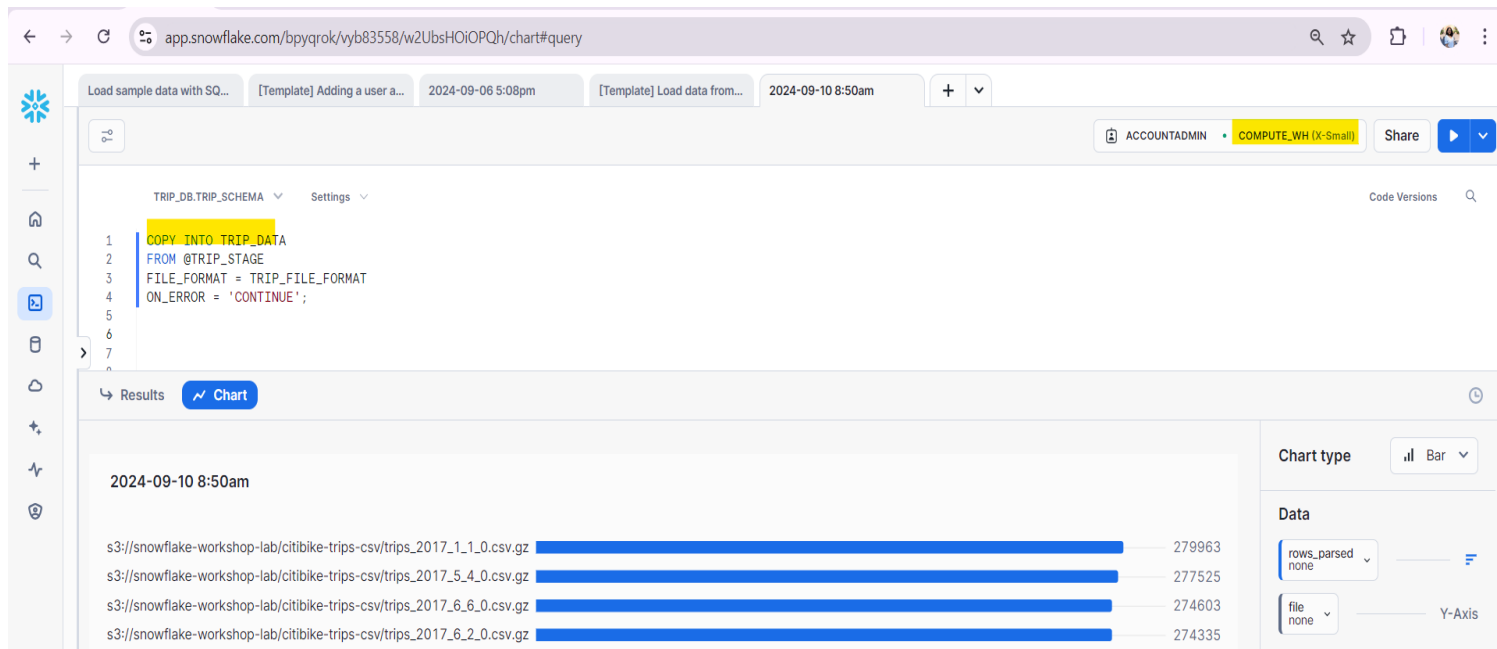 app.snowflake.com/bpyqrok/vyb83558/w2UbsHOiOPQh/chart#query
Load sample data with SQ... [Template] Adding a user a... 2024-09-06 5:08pm [Template] Load data from... 2024-09-10 8:50am
ACCOUNTADMIN • COMPUTE_WH (X-Small) Share
TRIP_DB.TRIP_SCHEMA Settings Code Versions
1 COPY INTO TRIP_DATA
2 FROM @TRIP_STAGE
3 FILE_FORMAT = TRIP_FILE_FORMAT
4 ON_ERROR = 'CONTINUE';
5
6
7
Results Chart
Chart type Bar
2024-09-10 8:50am
Data
s3://snowflake-workshop-lab/citibike-trips-csv/trips_2017_1_1_0.csv.gz 279963
rows_parsed
none
s3://snowflake-workshop-lab/citibike-trips-csv/trips_2017_5_4_0.csv.gz 277525
s3://snowflake-workshop-lab/citibike-trips-csv/trips_2017_6_6_0.csv.gz 274603
file
none
Y-Axis
s3://snowflake-workshop-lab/citibike-trips-csv/trips_2017_6_2_0.csv.gz 274335